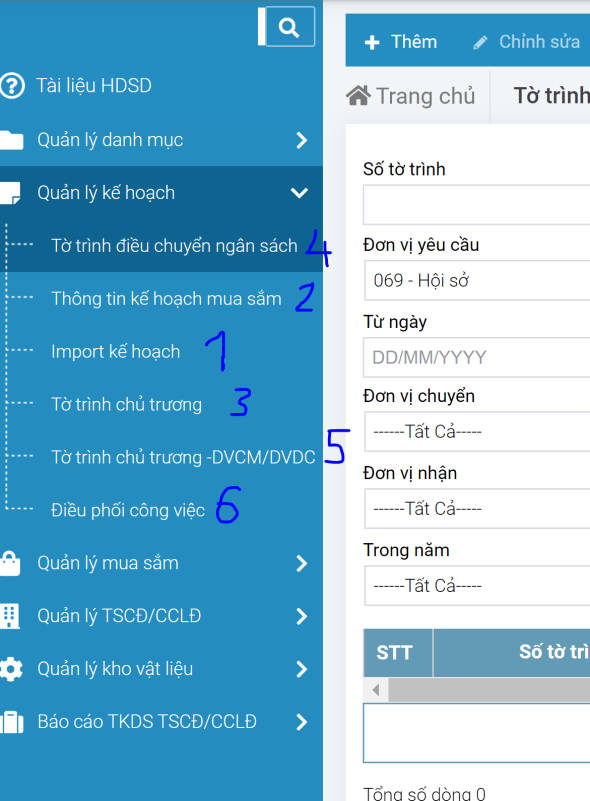 Tài liệu HDSD
Quản lý danh mục
Quản lý kế hoạch
Tờ trình điều chuyển ngân sách 4
Thông tin kế hoạch mua sắm 2
Import kế hoạch 1
Tờ trình chủ trương 3
Tờ trình chủ trương -DVCM/DVDC 5
Điều phối công việc 6
Quản lý mua sắm
Quản lý TSCĐ/CCLĐ
Quản lý kho vật liệu
Báo cáo TKDS TSCĐ/CCLĐ
Thêm Chỉnh sửa
Trang chủ Tờ trình
Số tờ trình
Đơn vị yêu cầu
069 - Hội sở
Từ ngày
DD/MM/YYYY
Đơn vị chuyển
------Tất Cả-----
Đơn vị nhận
------Tất Cả-----
Trong năm
------Tất Cả-----
STT Số tờ trì
Tổng số dòng 0